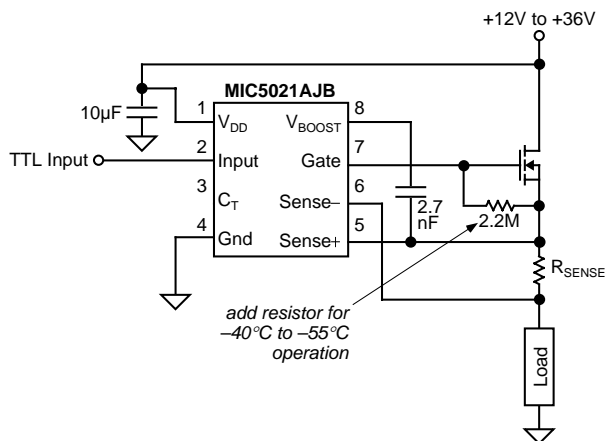 +12V to +36V
MIC5021AJB
10µF
1
VDD
VBOOST
8
TTL Input
2
Input
Gate
7
3
CT
Sense−
6
2.7
nF
2.2M
4
Gnd
Sense+
5
RSENSE
add resistor for
–40°C to –55°C
operation
Load